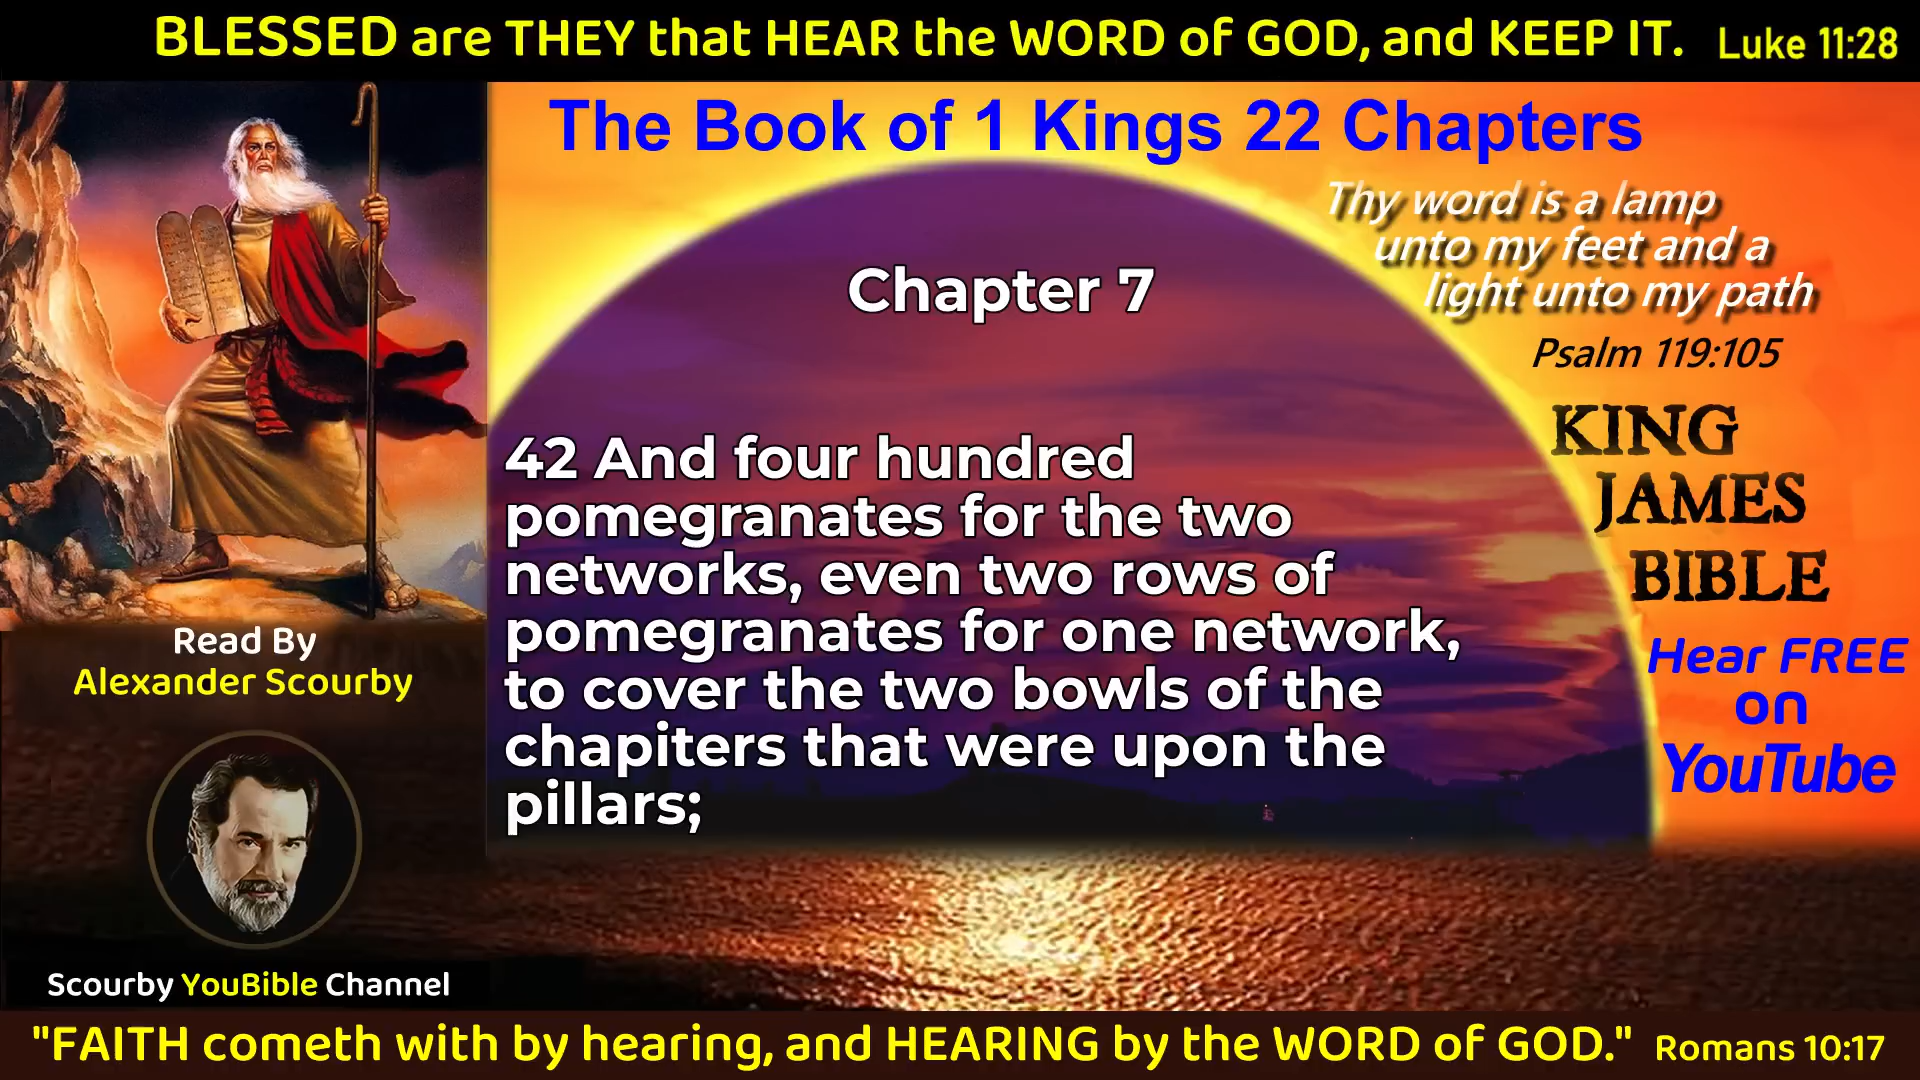 BLESSED are THEY that HEAR the WORD of GOD, and KEEP IT. Luke 11:28
The Book of 1 Kings 22 Chapters
Thy word is a lamp
unto my feet and a
light unto my path
Psalm 119:105
KING
JAMES
BIBLE
Hear FREE
on
YouTube
Chapter 7
42 And four hundred
pomegranates for the two
networks, even two rows of
pomegranates for one network,
to cover the two bowls of the
chapiters that were upon the
pillars;
Read By
Alexander Scourby
Scourby YouBible Channel
"FAITH cometh with by hearing, and HEARING by the WORD of GOD." Romans 10:17